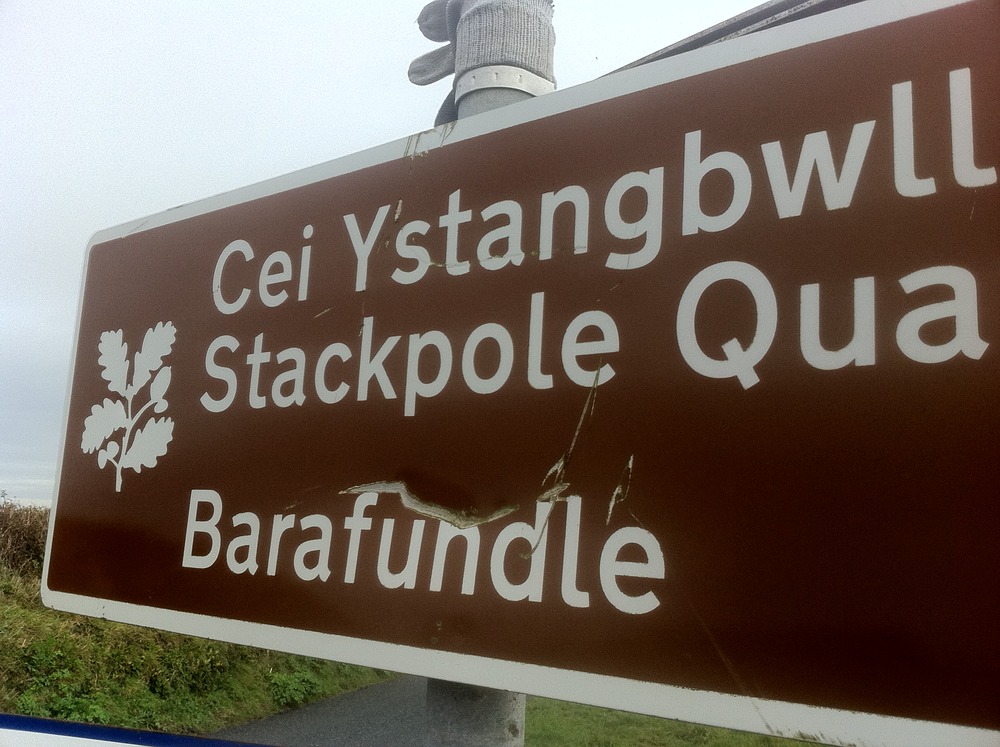 Cei Ystangbwll
Stackpole Qua
Barafundle